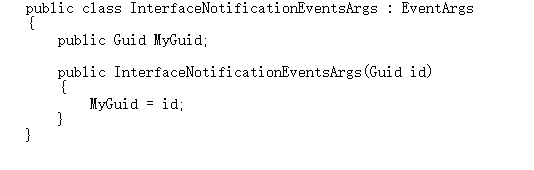 public class InterfaceNotificationEventsArgs : EventArgs
{
    public Guid MyGuid;

    public InterfaceNotificationEventsArgs(Guid id)
    {
        MyGuid = id;
    }
}